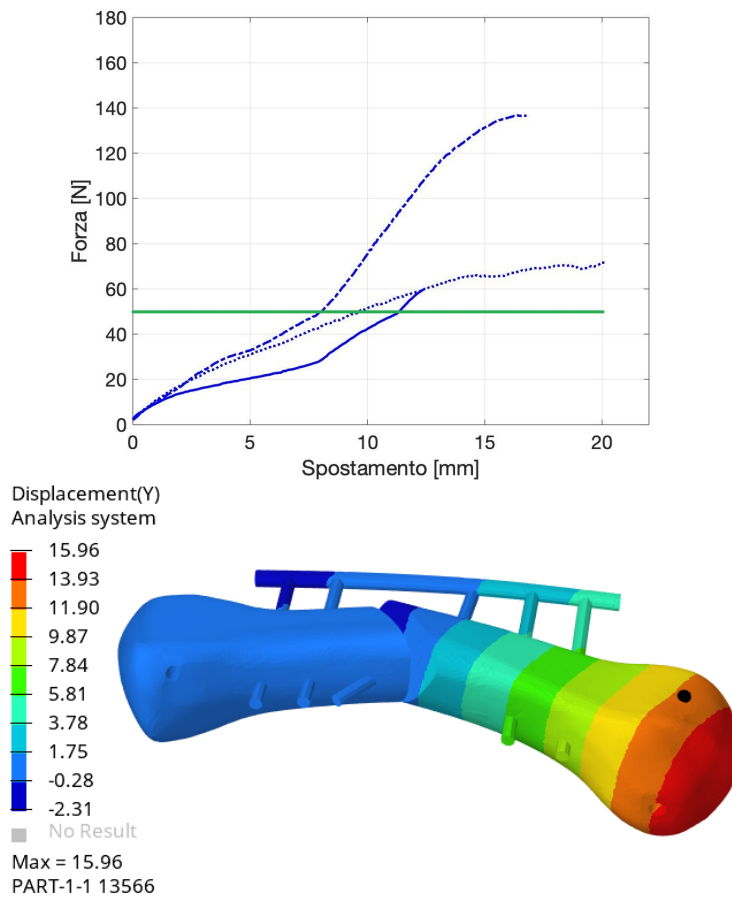 180
160
140
120
100
80
60
40
20
0
Forza [N]
0 5 10 15 20
Spostamento [mm]
Displacement(Y)
Analysis system
15.96
13.93
11.90
9.87
7.84
5.81
3.78
1.75
-0.28
-2.31
No Result
Max = 15.96
PART-1-1 13566